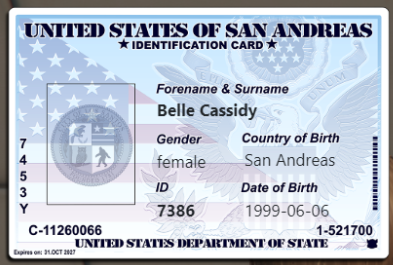 UNITED STATES OF SAN ANDREAS
★ IDENTIFICATION CARD ★
Forename & Surname
Belle Cassidy
Gender Country of Birth
female San Andreas
ID Date of Birth
7386 1999-06-06
7
4
5
3
Y
C-11260066 1-521700
UNITED STATES DEPARTMENT OF STATE
Expires on: 31.OCT 2027